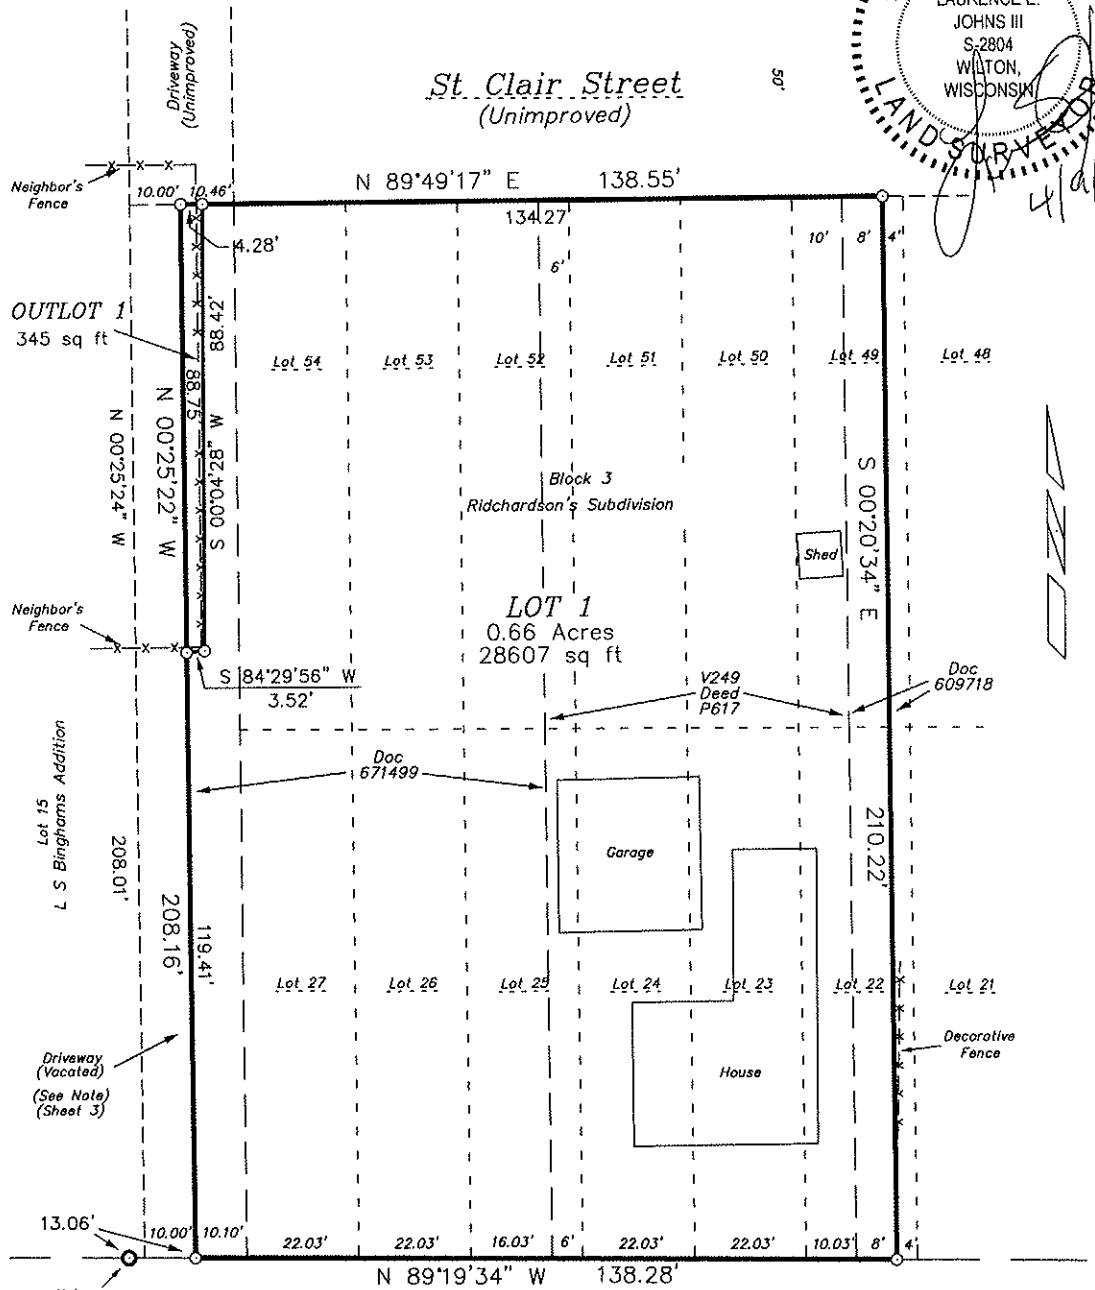 LAURENCE E.
JOHNS III
S-2804
WILTON,
WISCONSIN
LAND SURVEYOR
Driveway
(Unimproved)
St Clair Street
(Unimproved)
50'
Neighbor's
Fence
10.00'
10.46'
N 89°49'17" E
138.55'
134.27'
4.28'
6'
10'
8'
4'
OUTLOT 1
345 sq ft
88.42'
88.75'
S 00°04'28" W
N 00°25'22" W
N 00°25'24" W
Lot 54
Lot 53
Lot 52
Lot 51
Lot 50
Lot 49
Lot 48
Block 3
Ridchardson's Subdivision
S 00°20'34" E
Shed
LOT 1
0.66 Acres
28607 sq ft
Neighbor's
Fence
S 84°29'56" W
3.52'
V249
Deed
P617
Doc
609718
Doc
671499
Lot 15
L S Binghams Addition
208.01'
208.16'
119.41'
210.22'
Garage
Lot 27
Lot 26
Lot 25
Lot 24
Lot 23
Lot 22
Lot 21
Decorative
Fence
House
Driveway
(Vacated)
(See Note)
(Sheet 3)
13.06'
10.00'
10.10'
22.03'
22.03'
16.03'
6'
22.03'
22.03'
10.03'
8'
4'
N 89°19'34" W
138.28'